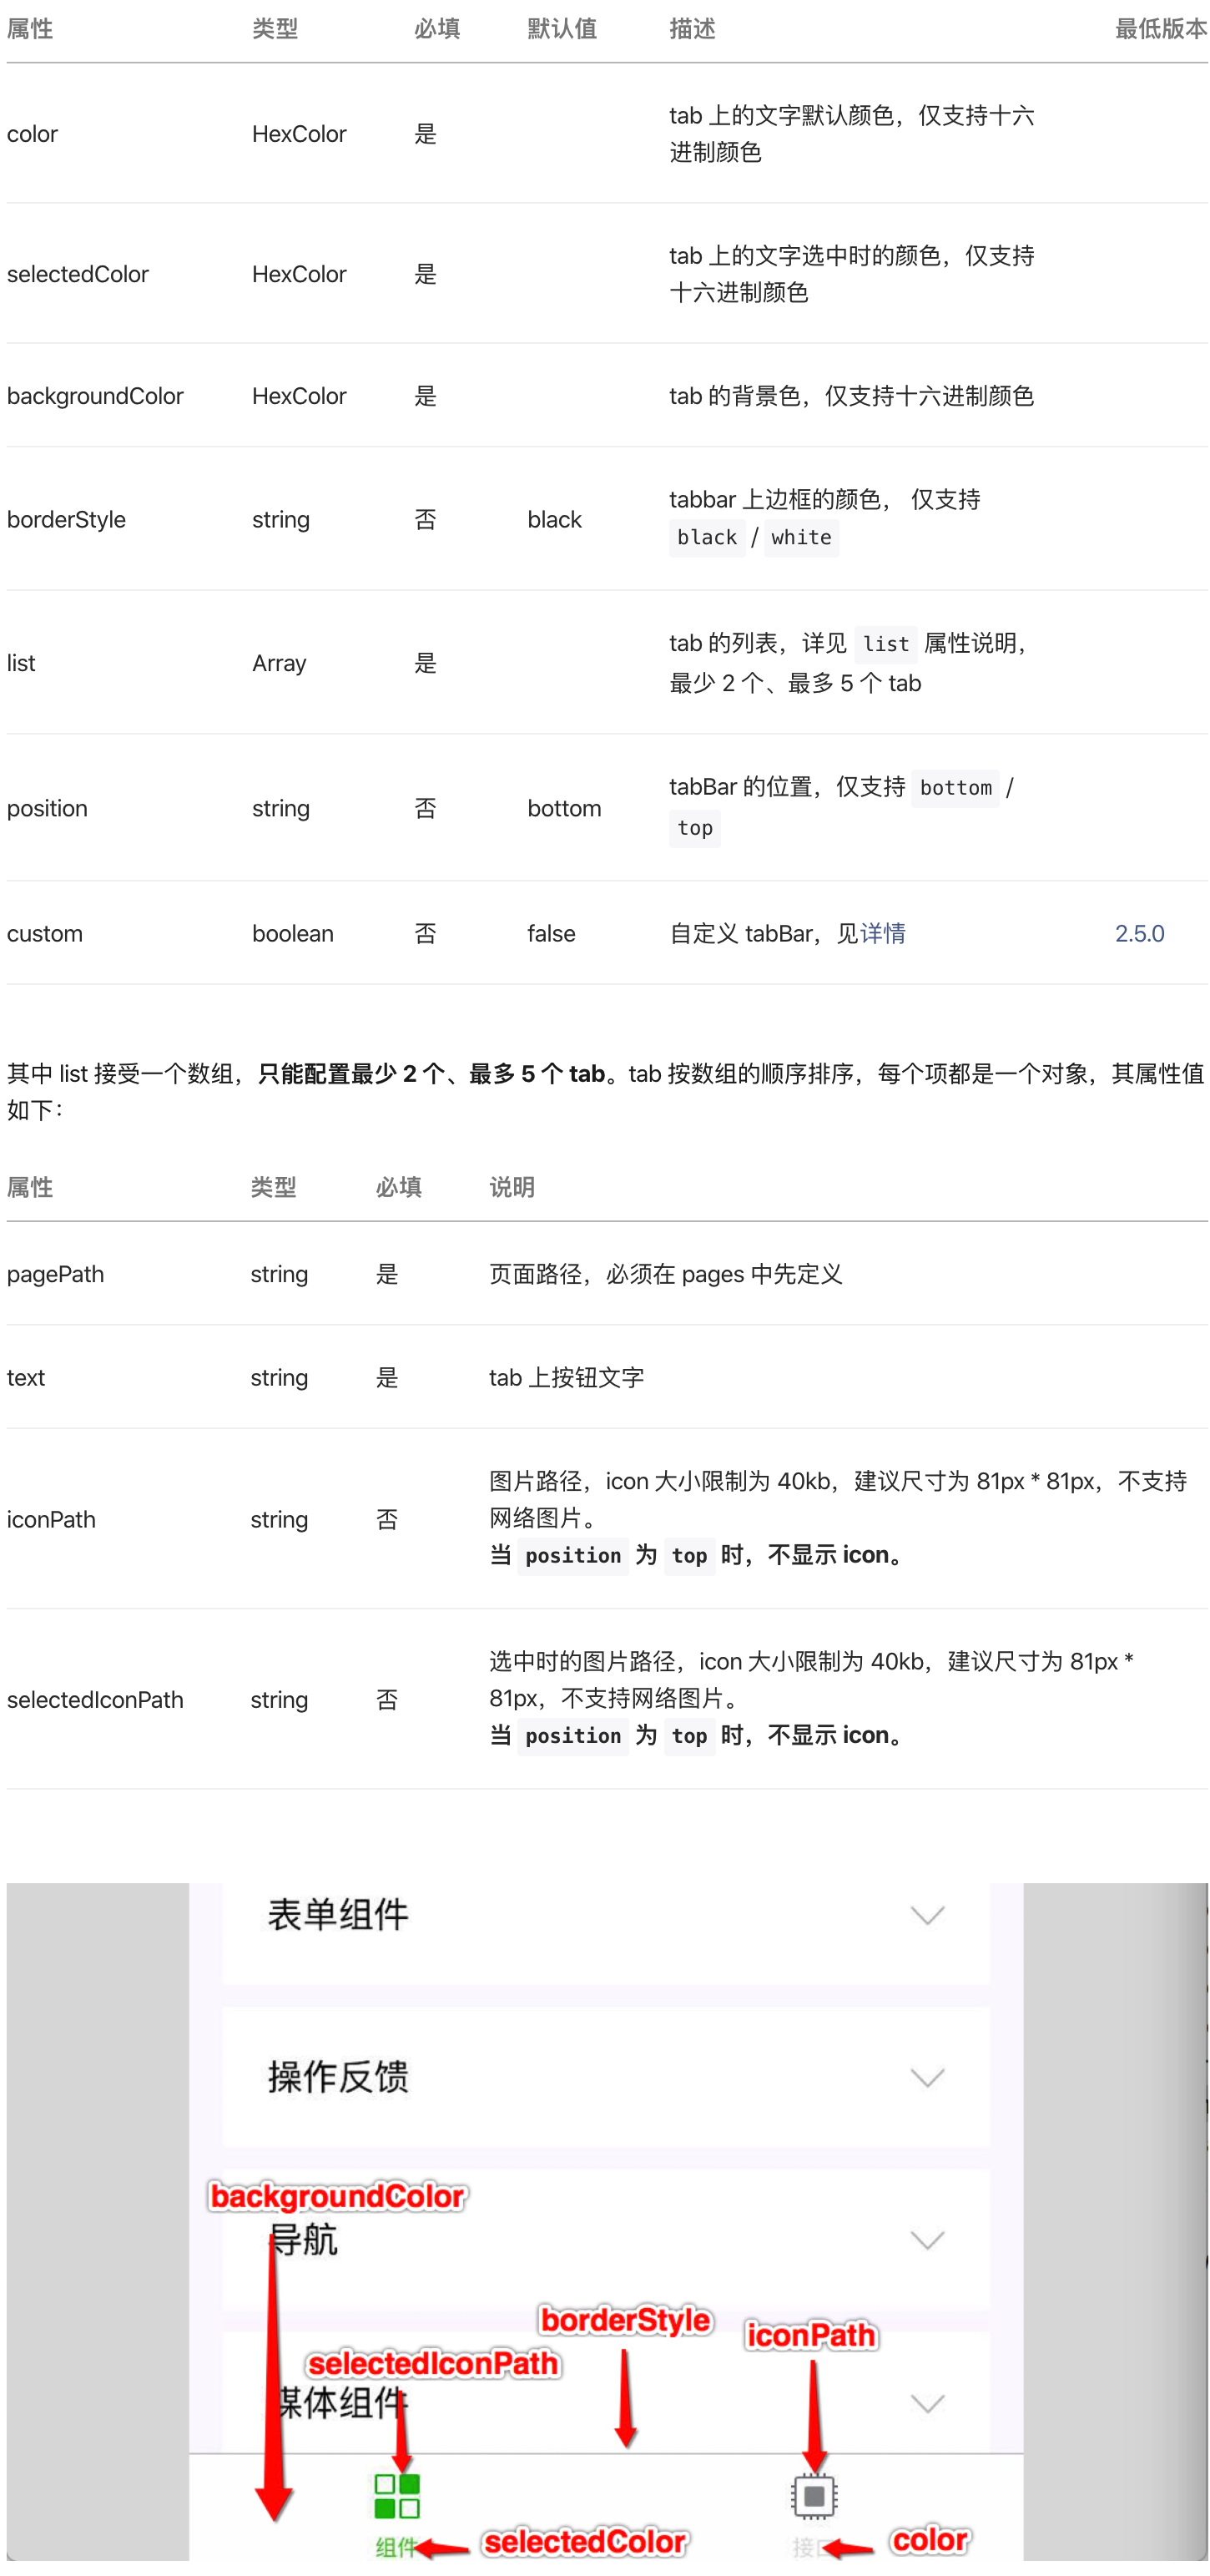 属性 类型 必填 默认值 描述 最低版本
color HexColor 是 tab 上的文字默认颜色，仅支持十六
进制颜色
selectedColor HexColor 是 tab 上的文字选中时的颜色，仅支持
十六进制颜色
backgroundColor HexColor 是 tab 的背景色，仅支持十六进制颜色
borderStyle string 否 black tabbar 上边框的颜色， 仅支持
black / white
list Array 是 tab 的列表，详见 list 属性说明，
最少 2 个、最多 5 个 tab
position string 否 bottom tabBar 的位置，仅支持 bottom /
top
custom boolean 否 false 自定义 tabBar，见详情 2.5.0
其中 list 接受一个数组，只能配置最少 2 个、最多 5 个 tab。tab 按数组的顺序排序，每个项都是一个对象，其属性值
如下：
属性 类型 必填 说明
pagePath string 是 页面路径，必须在 pages 中先定义
text string 是 tab 上按钮文字
iconPath string 否 图片路径，icon 大小限制为 40kb，建议尺寸为 81px * 81px，不支持
网络图片。
当 position 为 top 时，不显示 icon。
selectedIconPath string 否 选中时的图片路径，icon 大小限制为 40kb，建议尺寸为 81px *
81px，不支持网络图片。
当 position 为 top 时，不显示 icon。
表单组件
操作反馈
backgroundColor
导航
borderStyle
iconPath
selectedIconPath
媒体组件
组件 selectedColor
接口 color